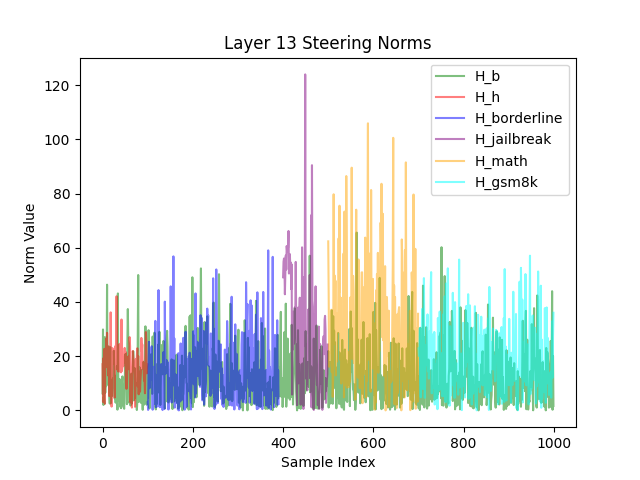 Layer 13 Steering Norms
Norm Value
120
100
80
60
40
20
0
0 200 400 600 800 1000
Sample Index
H_b
H_h
H_borderline
H_jailbreak
H_math
H_gsm8k